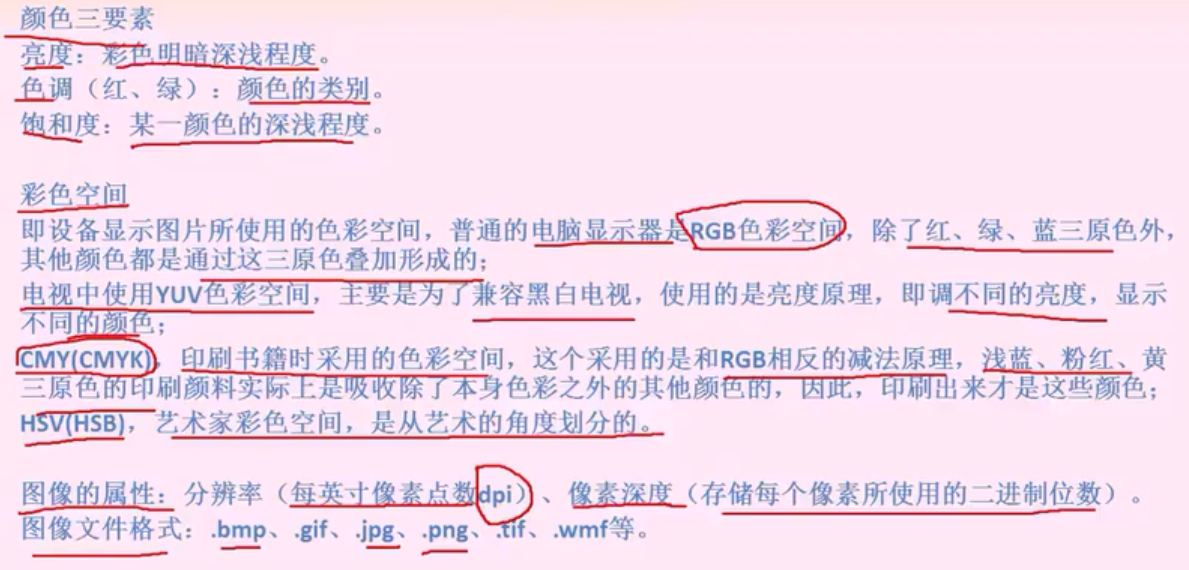 颜色三要素
亮度：彩色明暗深浅程度。
色调（红、绿）：颜色的类别。
饱和度：某一颜色的深浅程度。
彩色空间
即设备显示图片所使用的色彩空间，普通的电脑显示器是RGB色彩空间，除了红、绿、蓝三原色外，
其他颜色都是通过这三原色叠加形成的；
电视中使用YUV色彩空间，主要是为了兼容黑白电视，使用的是亮度原理，即调不同的亮度，显示
不同的颜色；
CMY(CMYK)，印刷书籍时采用的色彩空间，这个采用的是和RGB相反的减法原理，浅蓝、粉红、黄
三原色的印刷颜料实际上是吸收除了本身色彩之外的其他颜色的，因此，印刷出来才是这些颜色；
HSV(HSB)，艺术家彩色空间，是从艺术的角度划分的。
图像的属性：分辨率（每英寸像素点数dpi）、像素深度（存储每个像素所使用的二进制位数）。
图像文件格式：.bmp、.gif、.jpg、.png、.tif、.wmf等。